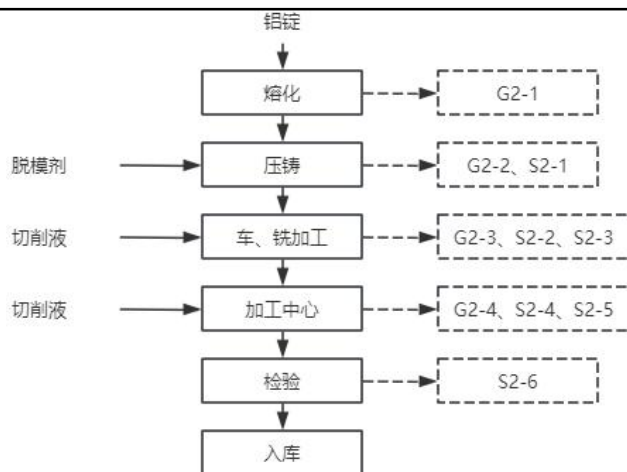 铝锭
熔化
G2-1
脱模剂
压铸
G2-2、S2-1
切削液
车、铣加工
G2-3、S2-2、S2-3
切削液
加工中心
G2-4、S2-4、S2-5
检验
S2-6
入库